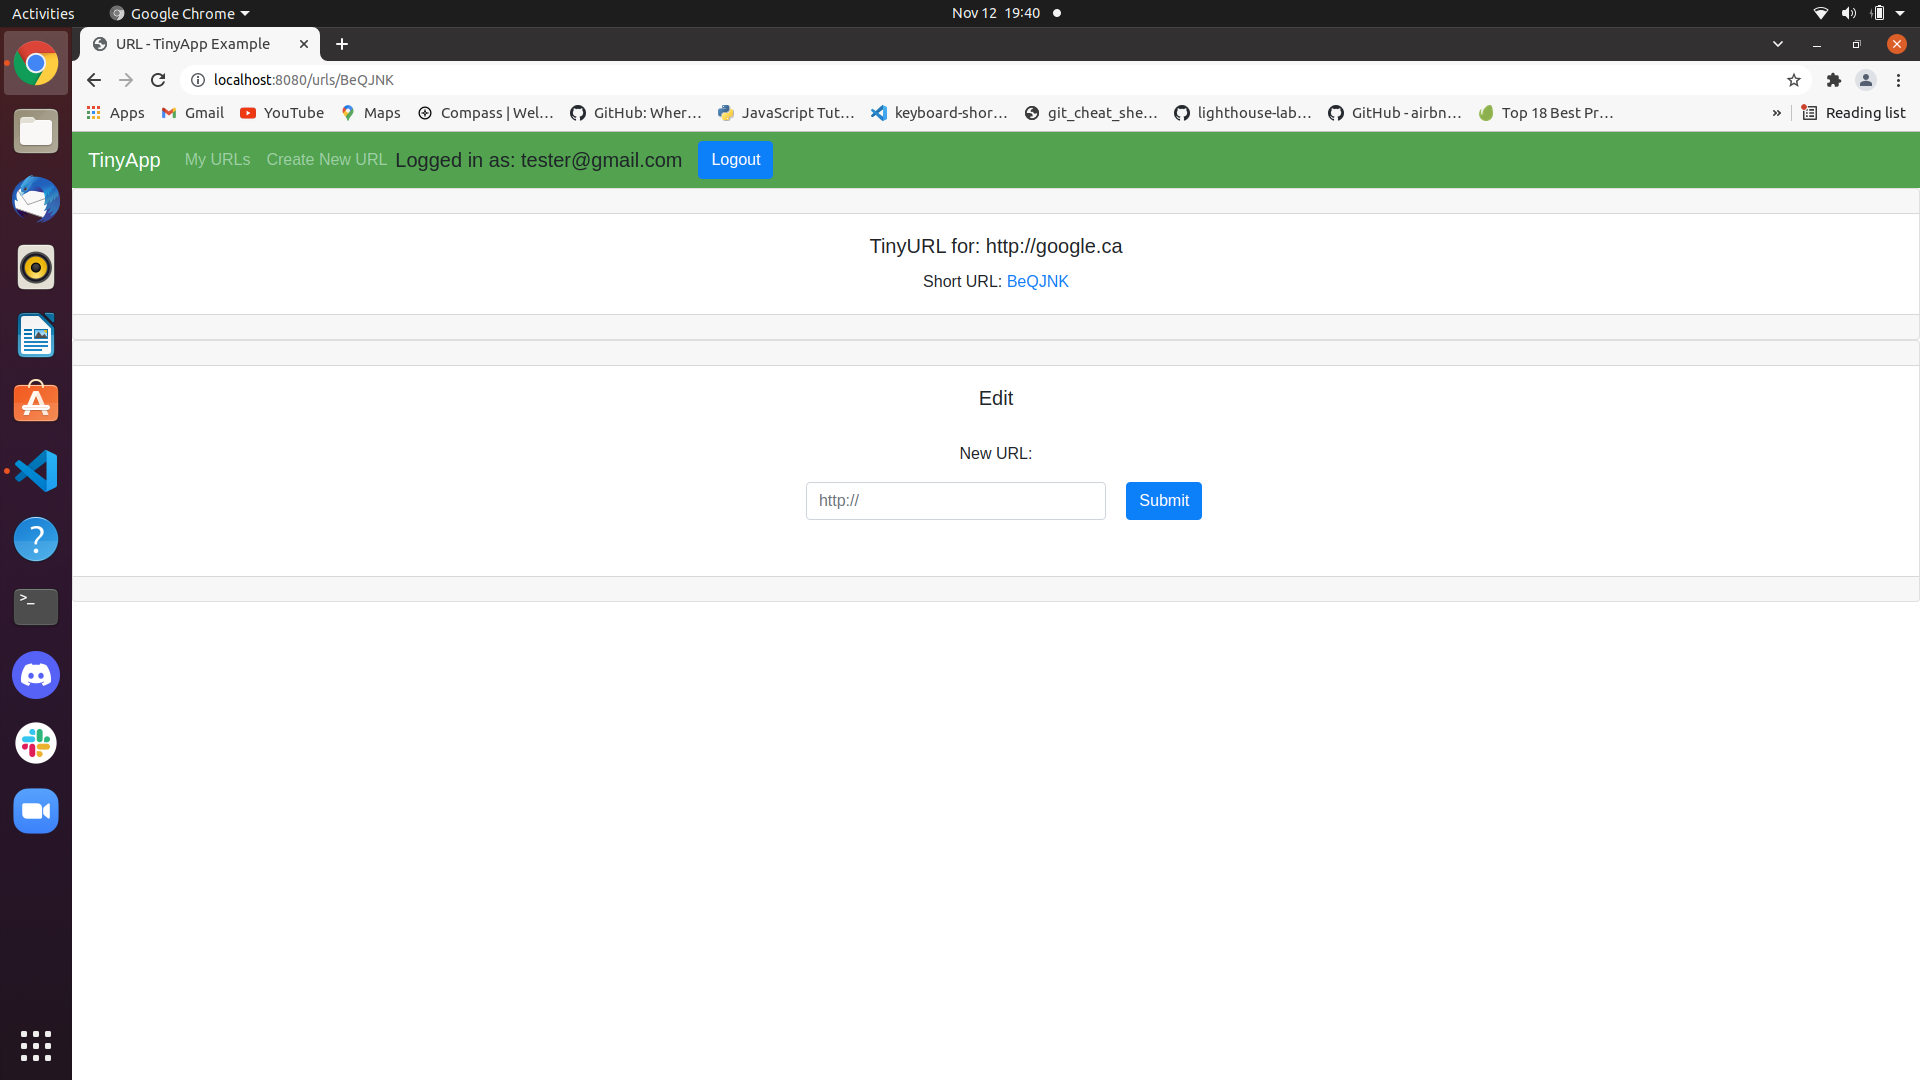 Activities Google Chrome Nov 12 19:40
URL - TinyApp Example
localhost:8080/urls/BeQJNK
Apps Gmail YouTube Maps Compass | Wel… GitHub: Wher… JavaScript Tut… keyboard-shor… git_cheat_she… lighthouse-lab… GitHub - airbn… Top 18 Best Pr… » Reading list
TinyApp My URLs Create New URL Logged in as: tester@gmail.com Logout
TinyURL for: http://google.ca
Short URL: BeQJNK
Edit
New URL:
http:// Submit